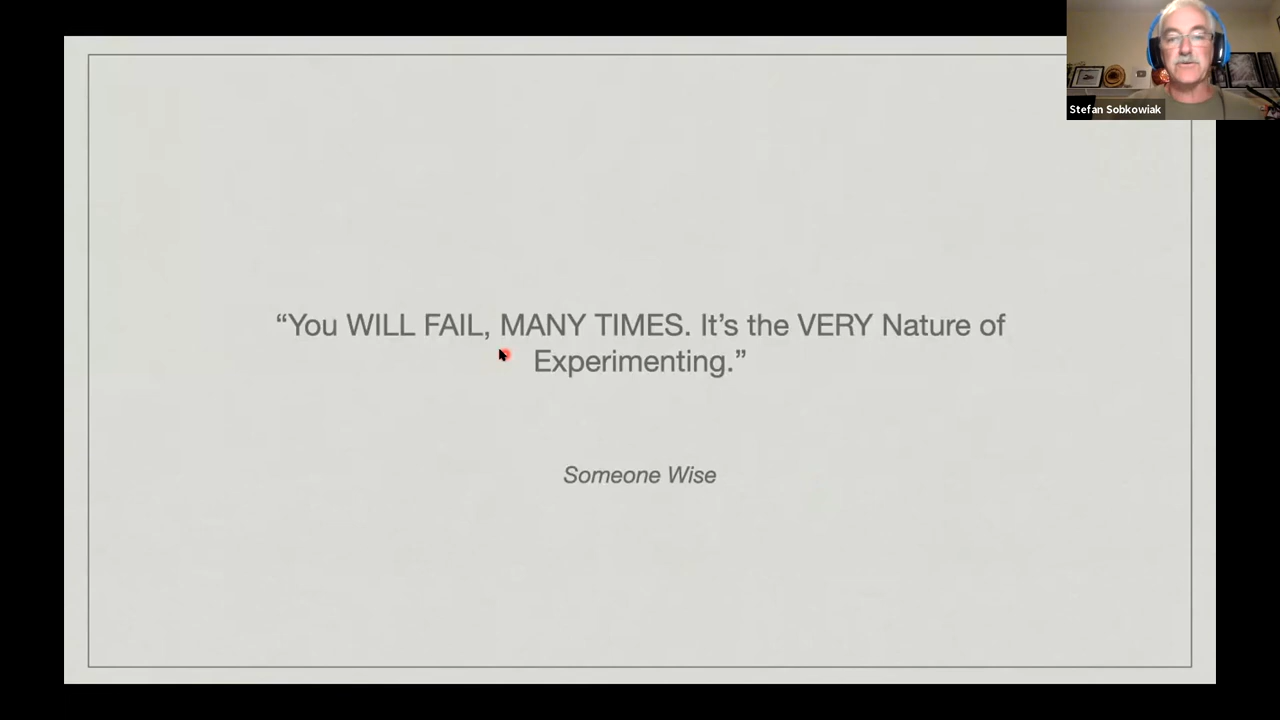 Stefan Sobkowiak
“You WILL FAIL, MANY TIMES. It’s the VERY Nature of
Experimenting.”
Someone Wise